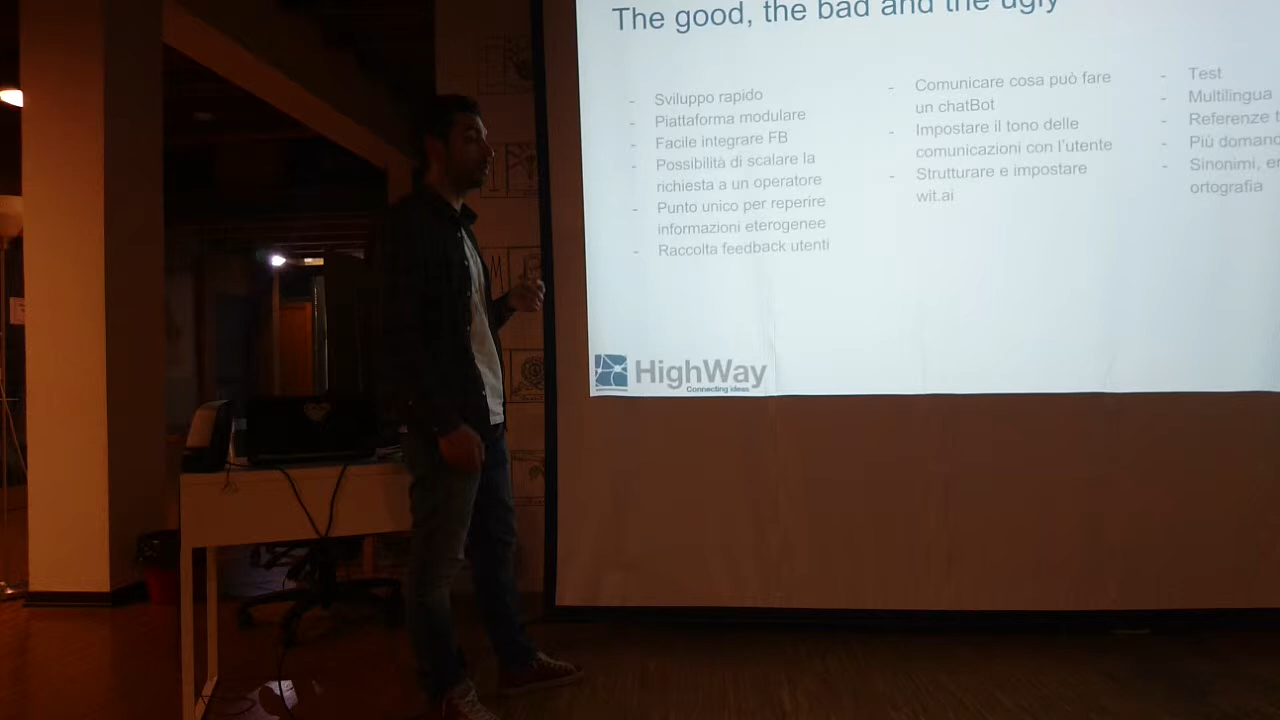 The good, the bad and the ugly
- Sviluppo rapido
- Piattaforma modulare
- Facile integrare FB
- Possibilità di scalare la
richiesta a un operatore
- Punto unico per reperire
informazioni eterogenee
- Raccolta feedback utenti
- Comunicare cosa può fare
un chatBot
- Impostare il tono delle
comunicazioni con l'utente
- Strutturare e impostare
wit.ai
- Test
- Multilingua
- Referenze
- Più
- Sinonimi,
ortografia
HighWay
Connecting ideas